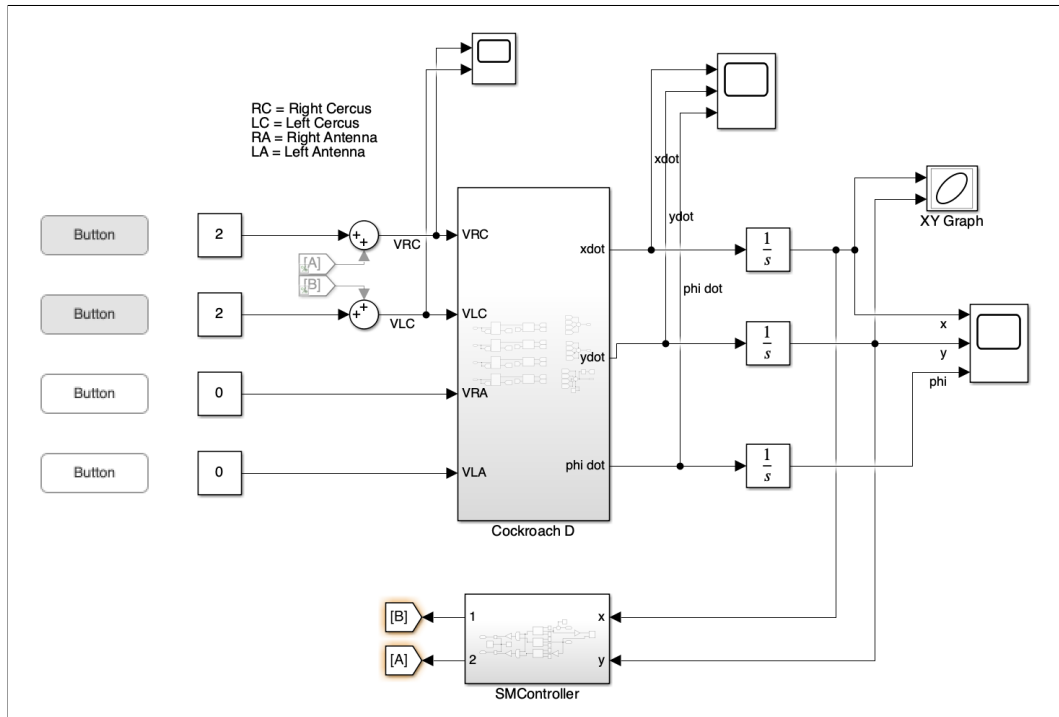 RC = Right Cercus
LC = Left Cercus
RA = Right Antenna
LA = Left Antenna
xdot
ydot
phi dot
XY Graph
Button
2
VRC
[A]
[B]
VRC
xdot
1
s
Button
2
VLC
VLC
ydot
1
s
x
y
phi
Button
0
VRA
Button
0
VLA
phi dot
1
s
Cockroach D
[B]
1
x
[A]
2
y
SMController